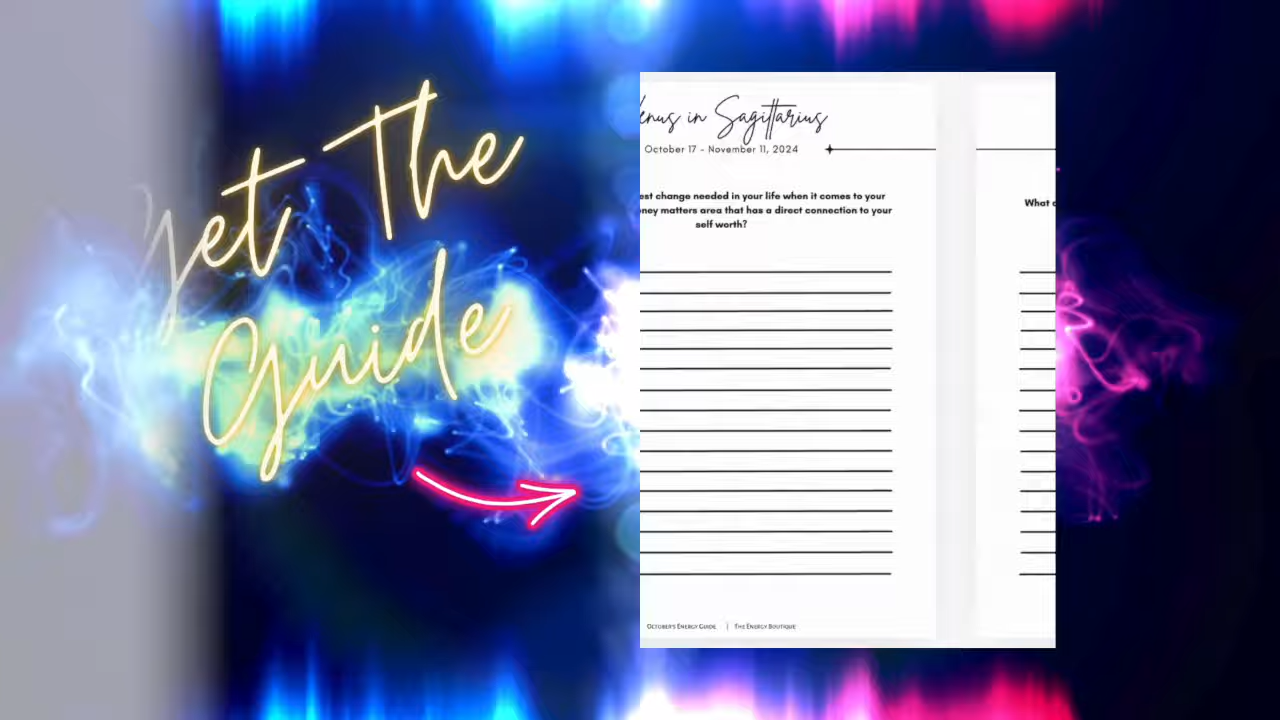 Get The
Guide
enus in Sagittarius
October 17 - November 11, 2024
est change needed in your life when it comes to your
ney matters area that has a direct connection to your
self worth?
What
OCTOBER'S ENERGY GUIDE | THE ENERGY BOUTIQUE